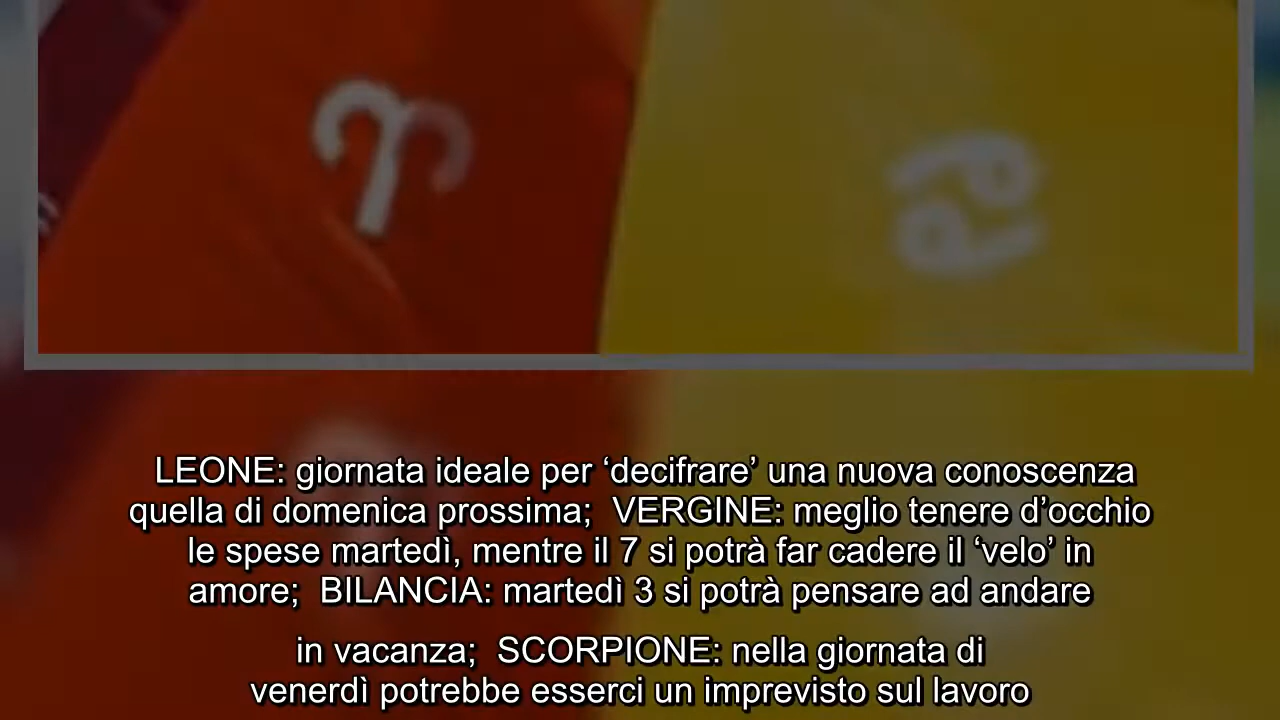 LEONE: giornata ideale per ‘decifrare’ una nuova conoscenza
quella di domenica prossima;  VERGINE: meglio tenere d’occhio
le spese martedì, mentre il 7 si potrà far cadere il ‘velo’ in
amore;  BILANCIA: martedì 3 si potrà pensare ad andare
in vacanza;  SCORPIONE: nella giornata di
venerdì potrebbe esserci un imprevisto sul lavoro